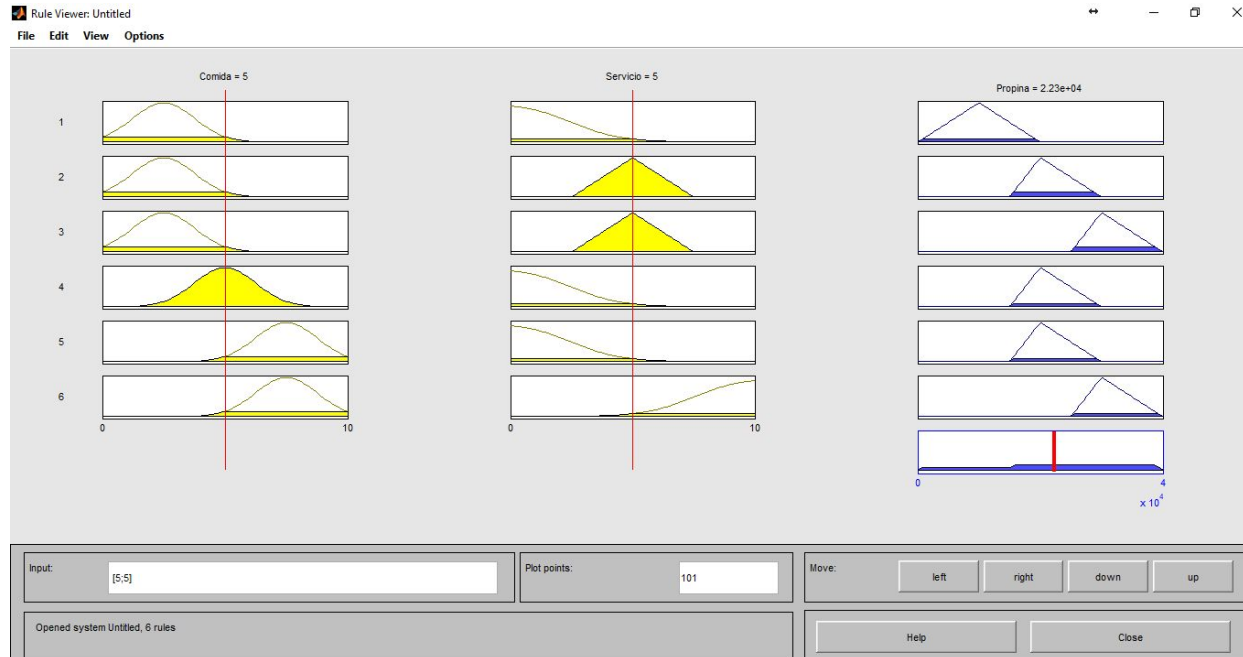 Rule Viewer: Untitled
File Edit View Options
Comida = 5
Servicio = 5
Propina = 2.23e+04
1
2
3
4
5
6
0 10
0 10
0 4
x 10^4
Input: [5;5]
Plot points: 101
Move: left right down up
Opened system Untitled, 6 rules
Help Close